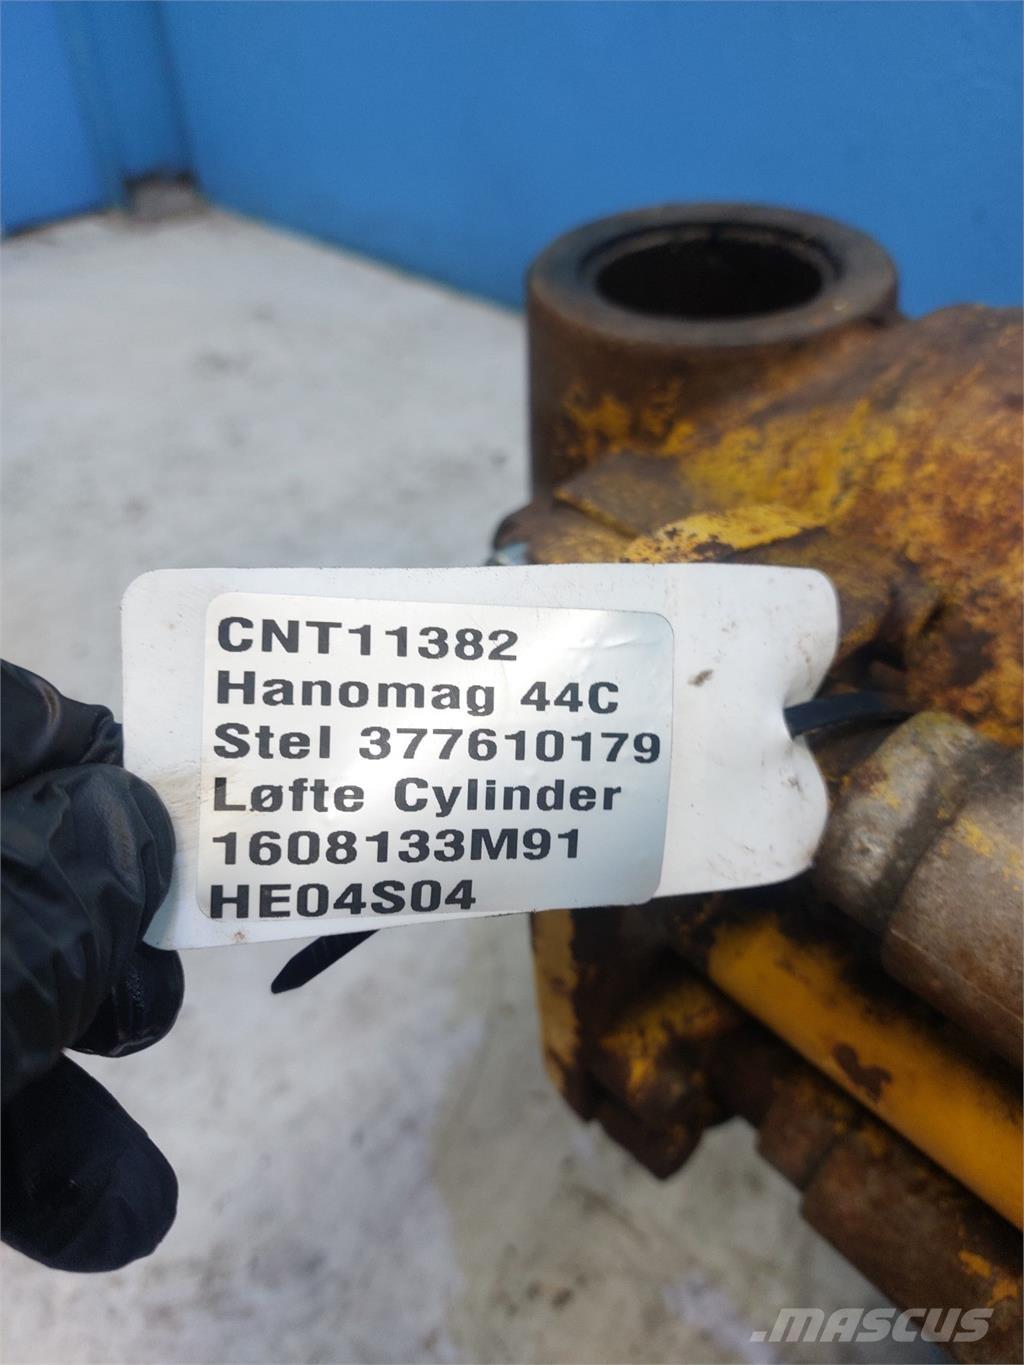 CNT11382
Hanomag 44C
Stel 377610179
Løfte Cylinder
1608133M91
HE04S04
.MASCUS